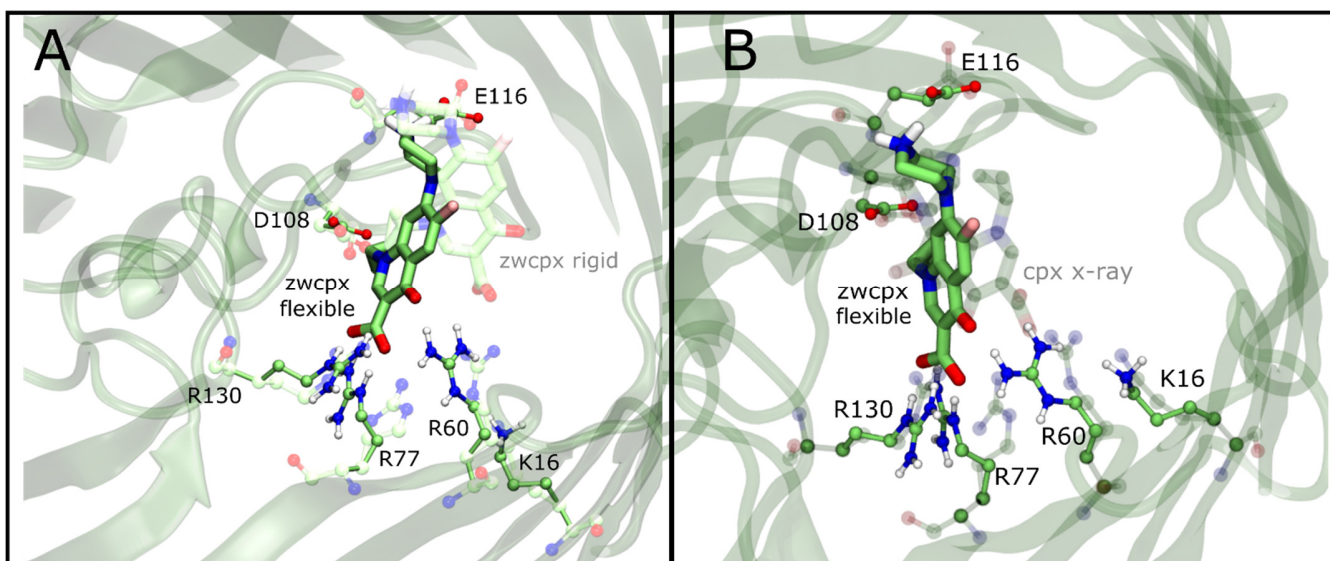 A
E116
D108
zwcpx rigid
zwcpx
flexible
R130
R60
R77
K16
B
E116
D108
cpx x-ray
zwcpx
flexible
K16
R130
R60
R77